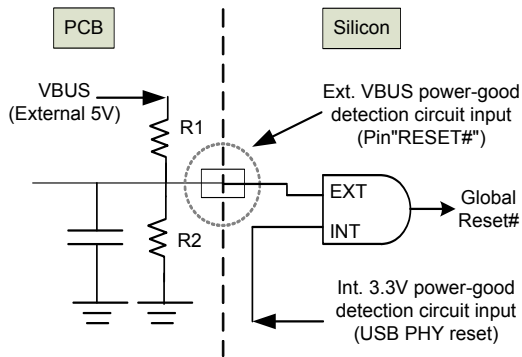 PCB
Silicon
VBUS
(External 5V)
R1
R2
Ext. VBUS power-good
detection circuit input
(Pin"RESET#")
EXT
INT
Global
Reset#
Int. 3.3V power-good
detection circuit input
(USB PHY reset)